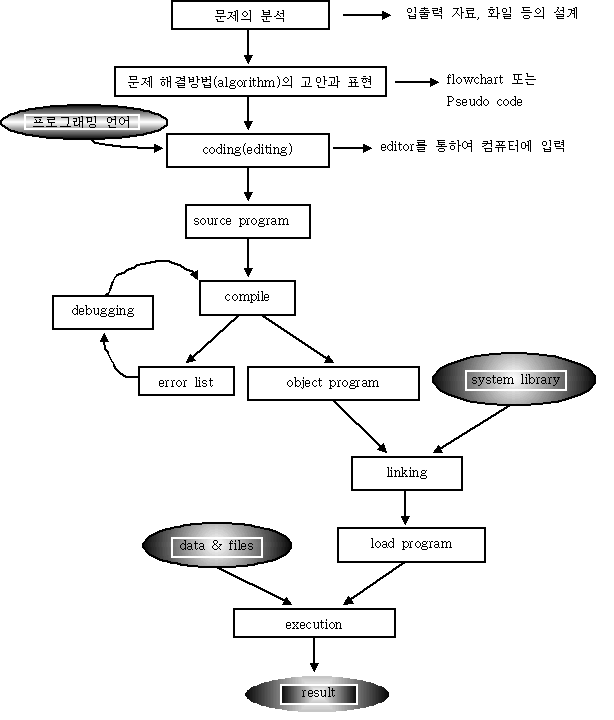 문제의 분석
입출력 자료, 화일 등의 설계
문제 해결방법(algorithm)의 고안과 표현
flowchart 또는
Pseudo code
프로그래밍 언어
coding(editing)
editor를 통하여 컴퓨터에 입력
source program
compile
debugging
error list
object program
system library
linking
data & files
load program
execution
result